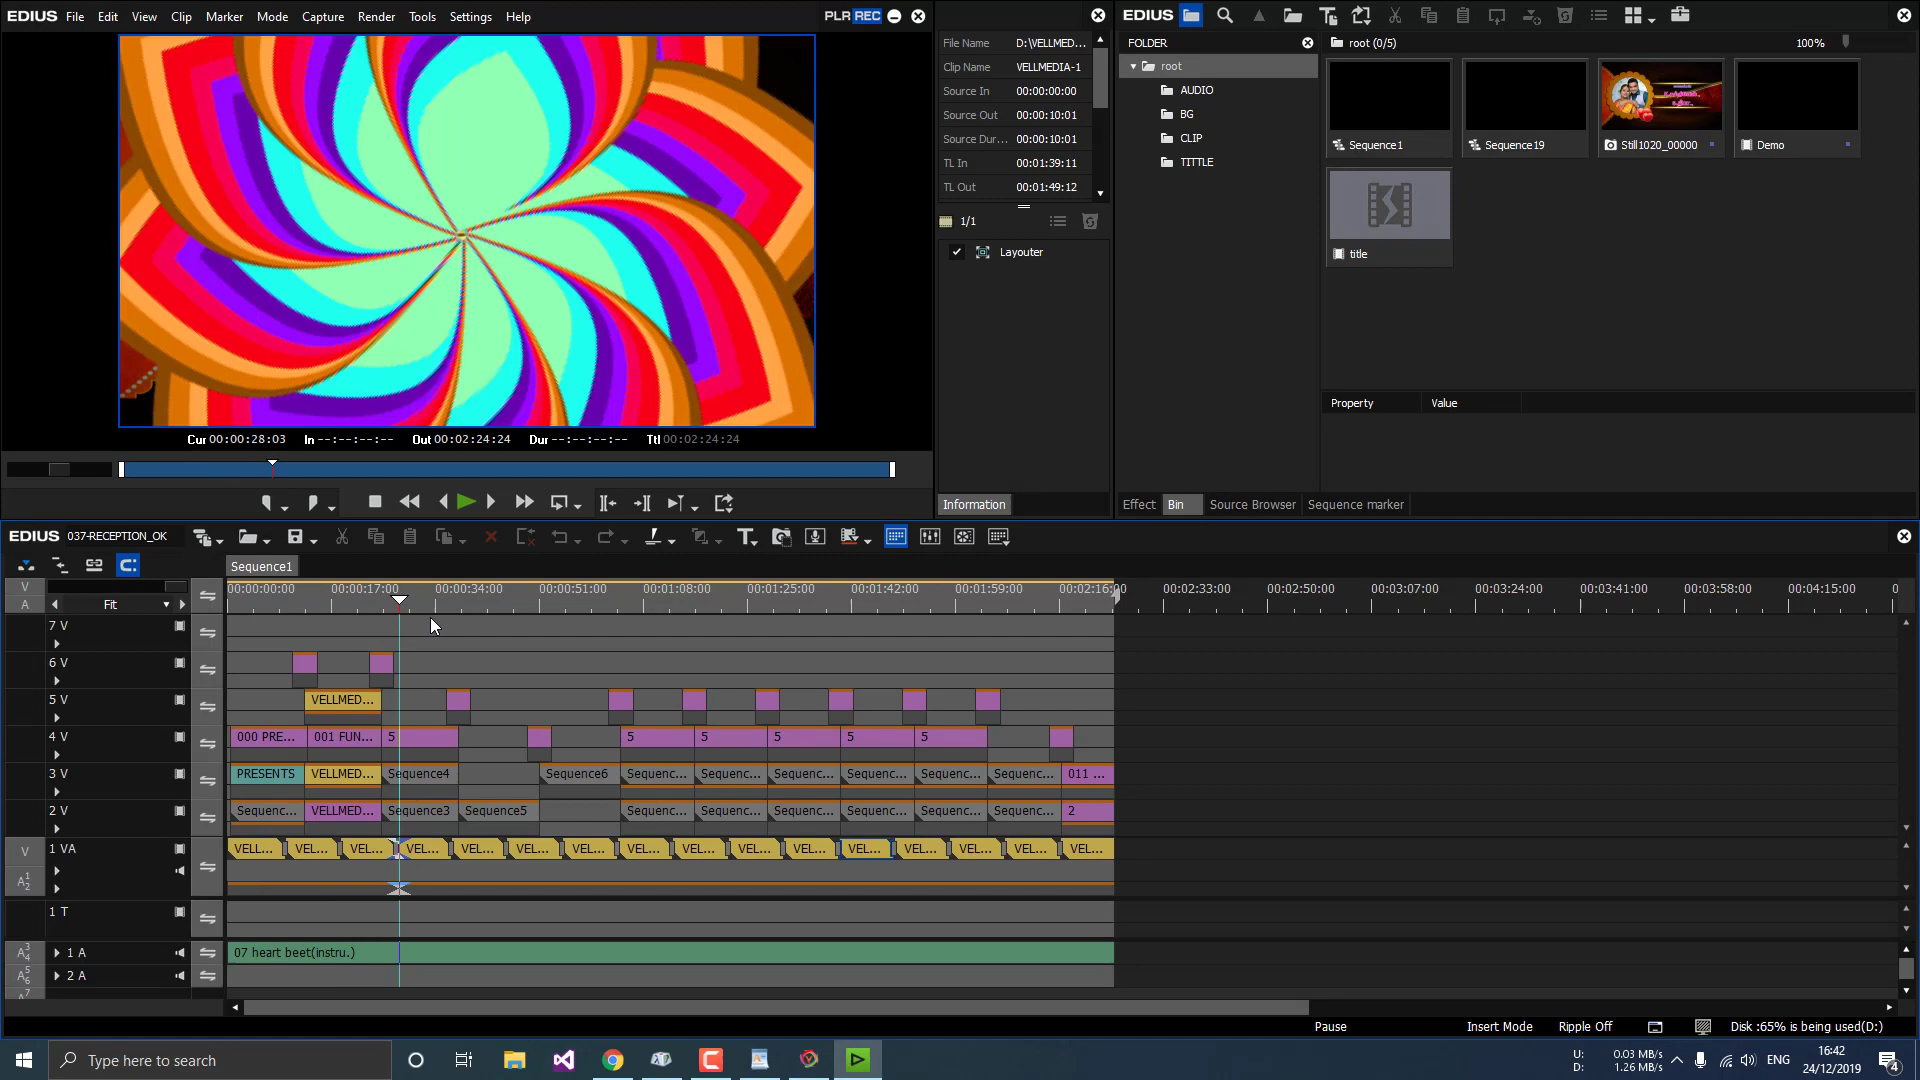 EDIUS File Edit View Clip Marker Mode Capture Render Tools Settings Help PLR REC
Cur 00:00:28:03 In --:--:--:-- Out 00:02:24:24 Dur --:--:--:-- Ttl 00:02:24:24
File Name D:\VELLMED...
Clip Name VELLMEDIA-1
Source In 00:00:00:00
Source Out 00:00:10:01
Source Dur... 00:00:10:01
TL In 00:01:39:11
TL Out 00:01:49:12
1/1
Layouter
Information
EDIUS
FOLDER
root (0/5) 100%
root
AUDIO
BG
CLIP
TITTLE
Sequence1 Sequence19 Still1020_00000 Demo
title
Property Value
Effect Bin Source Browser Sequence marker
EDIUS 037-RECEPTION_OK
Sequence1
V
A Fit
00:00:00:00 00:00:17:00 00:00:34:00 00:00:51:00 00:01:08:00 00:01:25:00 00:01:42:00 00:01:59:00 00:02:16:0 0 00:02:33:00 00:02:50:00 00:03:07:00 00:03:24:00 00:03:41:00 00:03:58:00 00:04:15:00 0
7 V
6 V
5 V VELLMED...
4 V 000 PRE... 001 FUN... 5 5 5 5 5 5
3 V PRESENTS VELLMED... Sequence4 Sequence6 Sequenc... Sequenc... Sequenc... Sequenc... Sequenc... Sequenc... 011 ...
2 V Sequenc... VELLMED... Sequence3 Sequence5 Sequenc... Sequenc... Sequenc... Sequenc... Sequenc... Sequenc... 2
V 1 VA VELL... VEL... VEL... VEL... VEL... VEL... VEL... VEL... VEL... VEL... VEL... VEL... VEL... VEL... VEL... VEL...
A 1 2
1 T
A 3 4 1 A 07 heart beet(instru.)
A 5 6 2 A
A 7
Pause Insert Mode Ripple Off Disk :65% is being used(D:)
Type here to search
U: 0.03 MB/s
D: 1.26 MB/s
ENG
16:42
24/12/2019
4